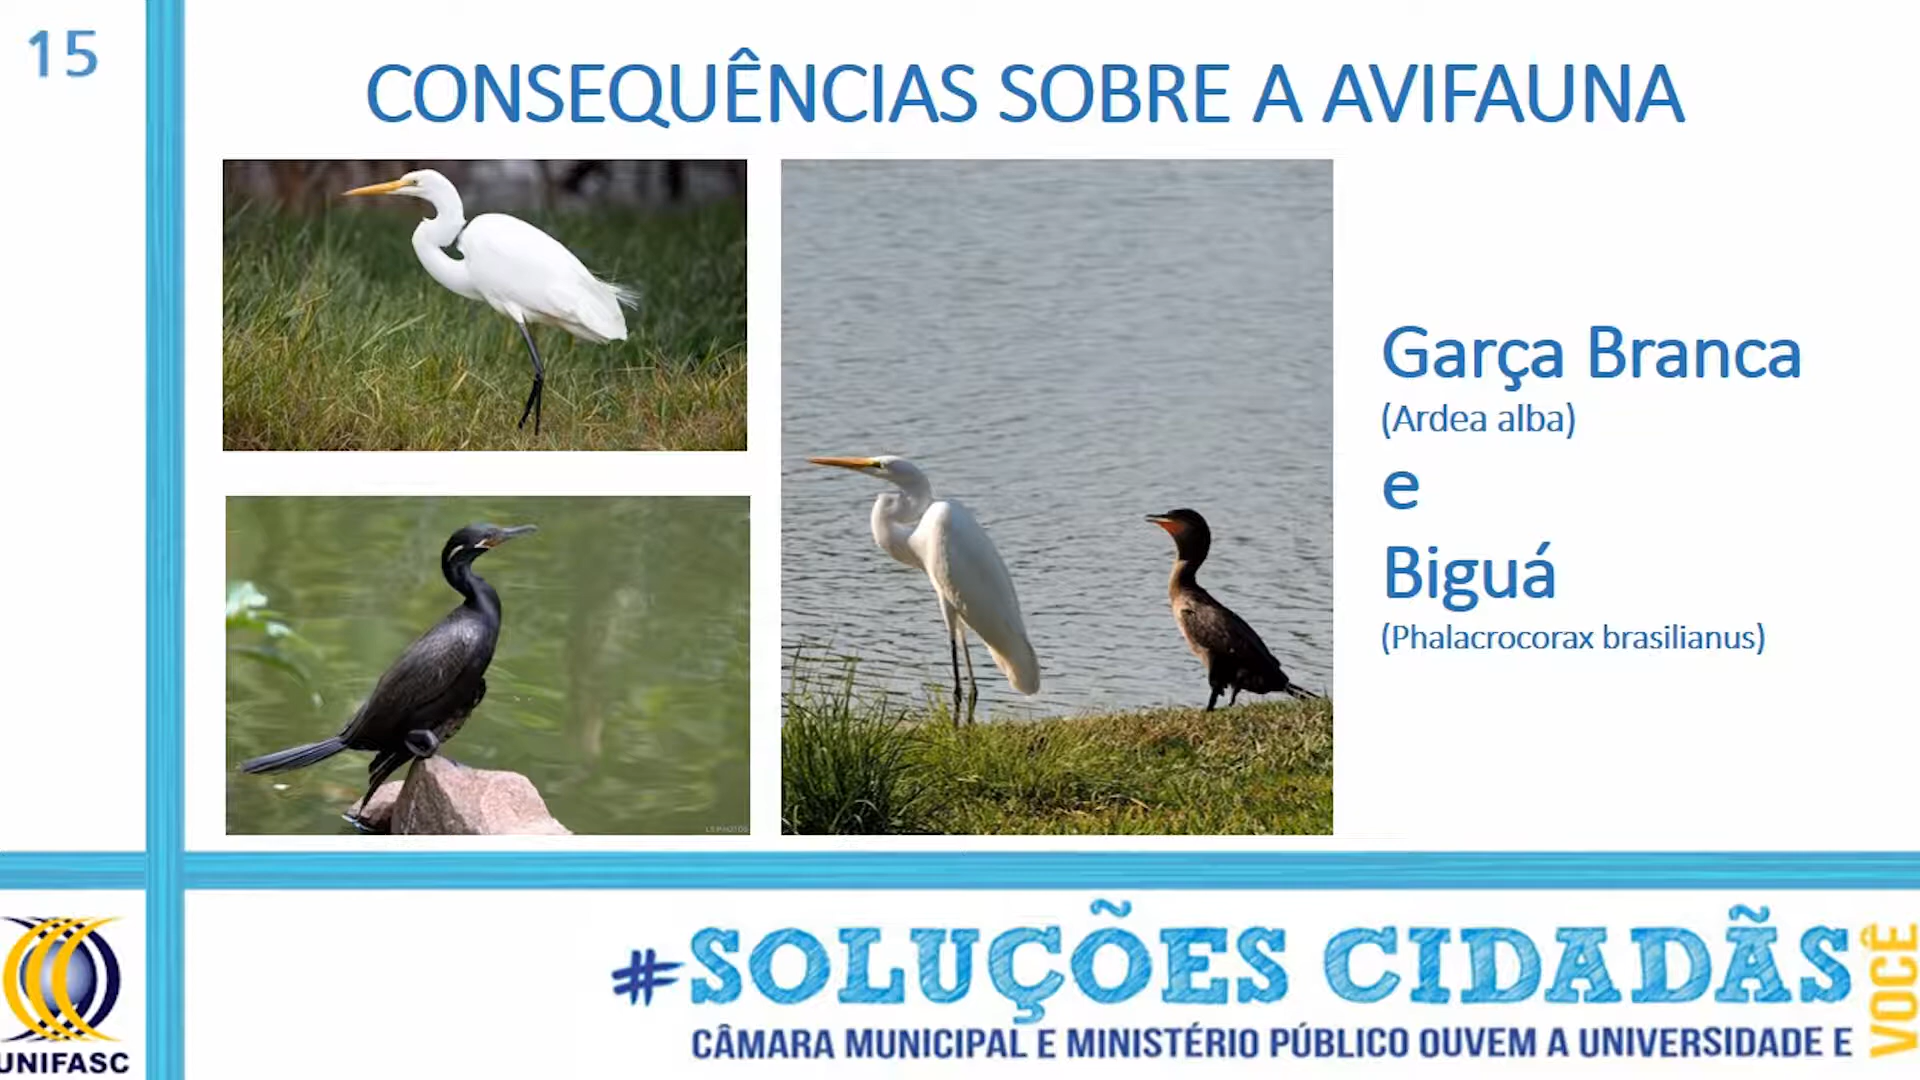 15
CONSEQUÊNCIAS SOBRE A AVIFAUNA
Garça Branca
(Ardea alba)
e
Biguá
(Phalacrocorax brasilianus)
UNIFASC
#SOLUÇÕES CIDADÃS
CÂMARA MUNICIPAL E MINISTÉRIO PÚBLICO OUVEM A UNIVERSIDADE E
VOCÊ